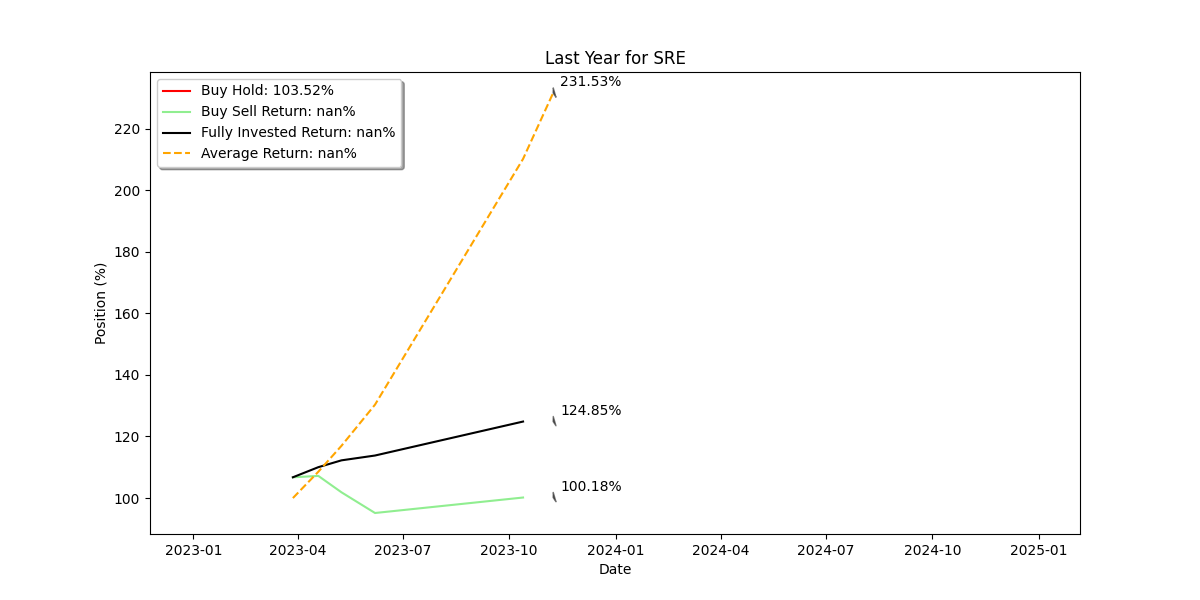 Last Year for SRE
231.53%
Buy Hold: 103.52%
Buy Sell Return: nan%
Fully Invested Return: nan%
Average Return: nan%
220
200
180
160
140
120
100
Position (%)
124.85%
100.18%
2023-01 2023-04 2023-07 2023-10 2024-01 2024-04 2024-07 2024-10 2025-01
Date